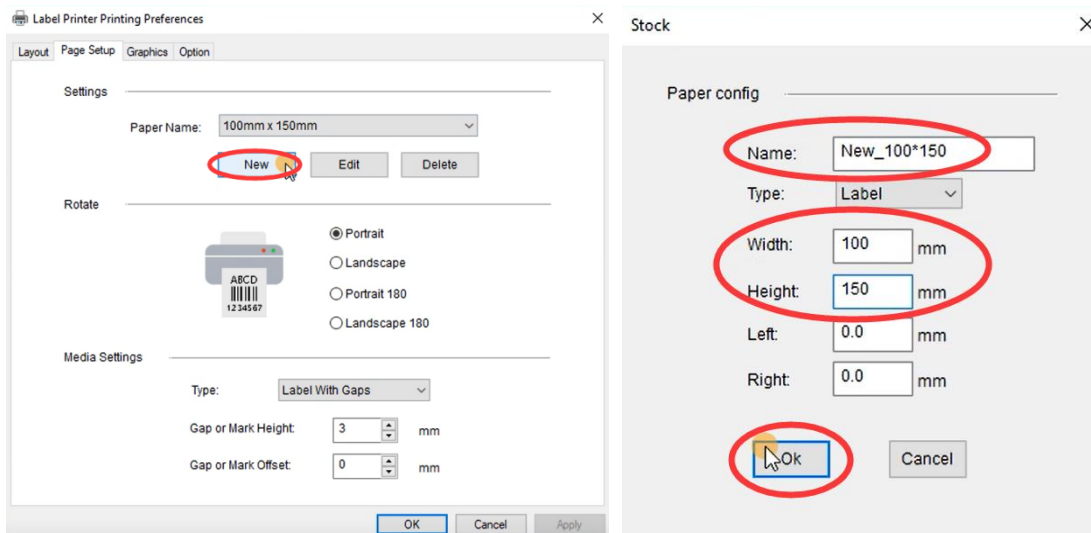 Label Printer Printing Preferences
Layout Page Setup Graphics Option
Settings
Paper Name: 100mm x 150mm
New Edit Delete
Rotate
ABCD
1234567
Portrait
Landscape
Portrait 180
Landscape 180
Media Settings
Type: Label With Gaps
Gap or Mark Height: 3 mm
Gap or Mark Offset: 0 mm
OK Cancel Apply
Stock
Paper config
Name: New_100*150
Type: Label
Width: 100 mm
Height: 150 mm
Left: 0.0 mm
Right: 0.0 mm
Ok Cancel